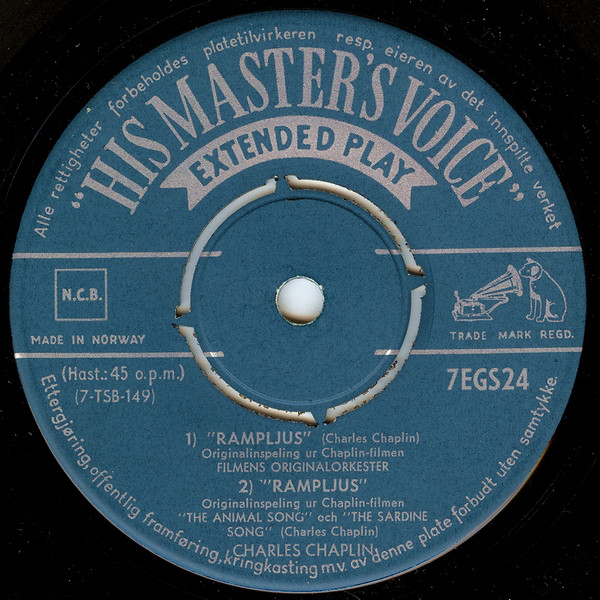 Alle rettigheter forbeholdes platetilvirkeren resp. eieren av det innspilte verket
"HIS MASTER'S VOICE"
EXTENDED PLAY
N.C.B.
MADE IN NORWAY
TRADE MARK REGD.
(Hast.: 45 o.p.m.)
(7-TSB-149)
7EGS24
1) "RAMPLJUS" (Charles Chaplin)
Originalinspeling ur Chaplin-filmen
FILMENS ORIGINALORKESTER
2) "RAMPLJUS"
Originalinspeling ur Chaplin-filmen
"THE ANIMAL SONG" och "THE SARDINE
SONG" (Charles Chaplin)
CHARLES CHAPLIN
Ettergjøring, offentlig framføring, kringkasting m.v. av denne plate forbudt uten samtykke.